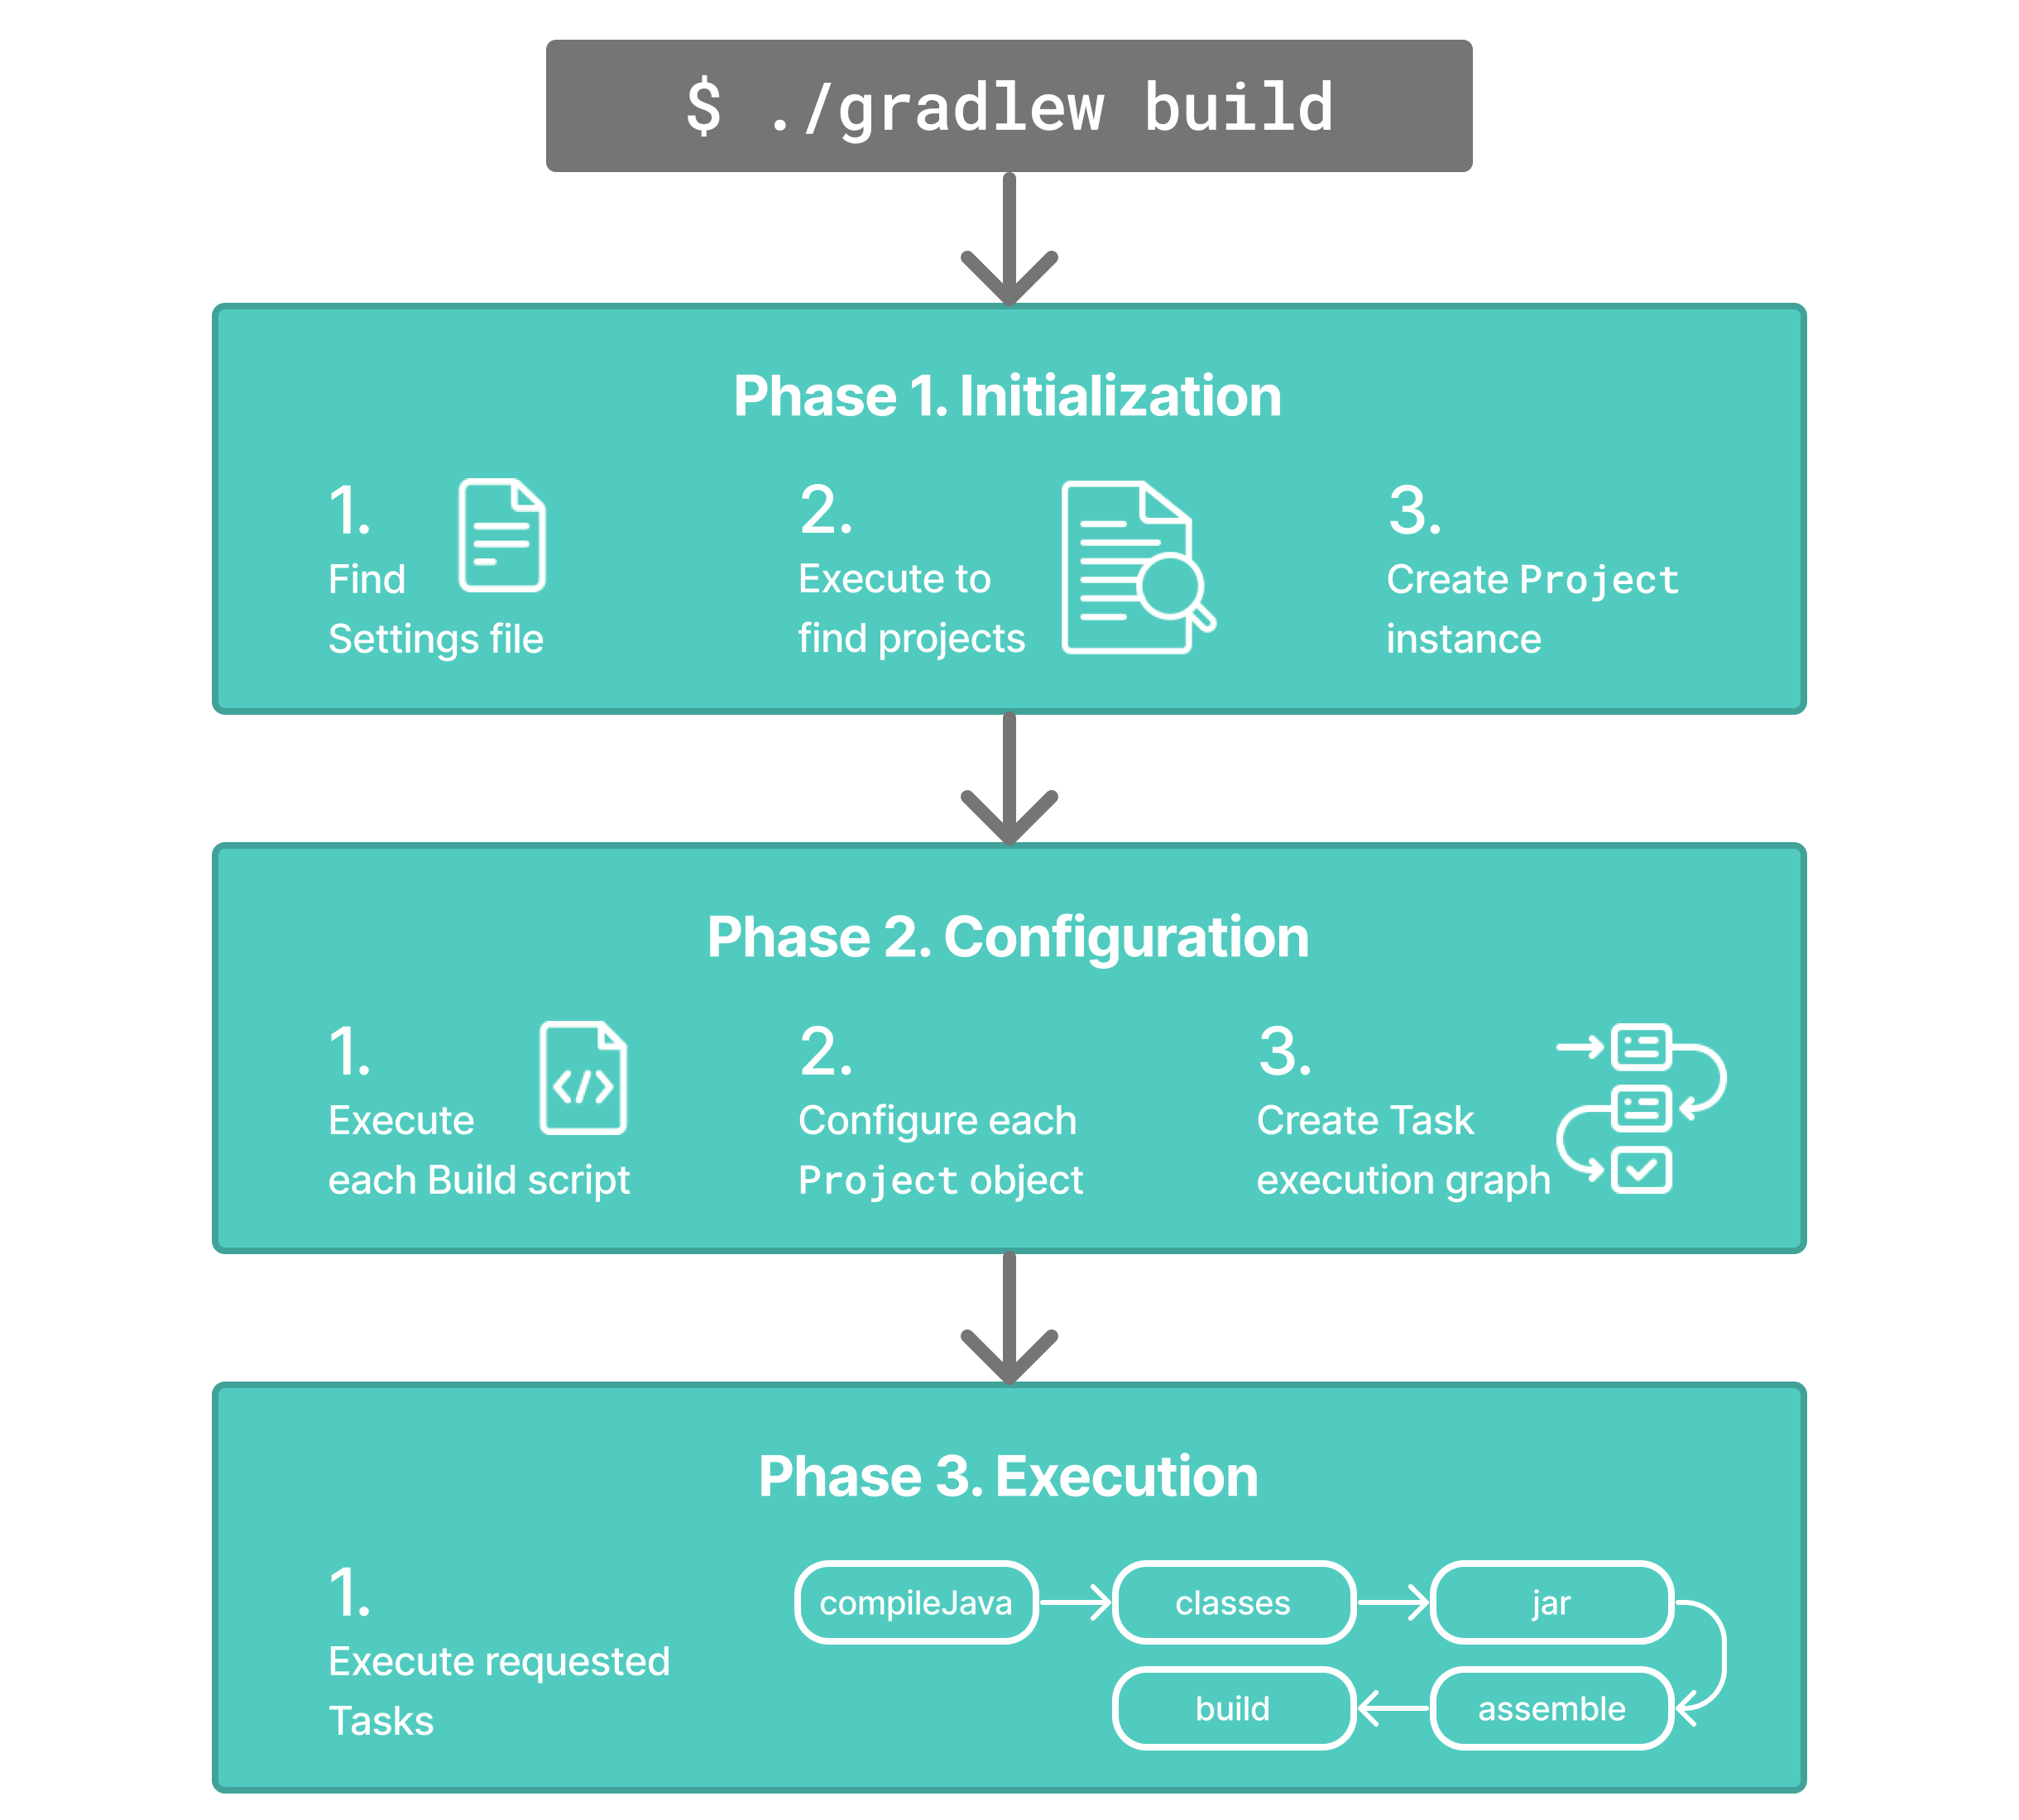 $ ./gradlew build
Phase 1. Initialization
1.
Find
Settings file
2.
Execute to
find projects
3.
Create Project
instance
Phase 2. Configuration
1.
Execute
each Build script
2.
Configure each
Project object
3.
Create Task
execution graph
Phase 3. Execution
1.
Execute requested
Tasks
compileJava
classes
jar
assemble
build